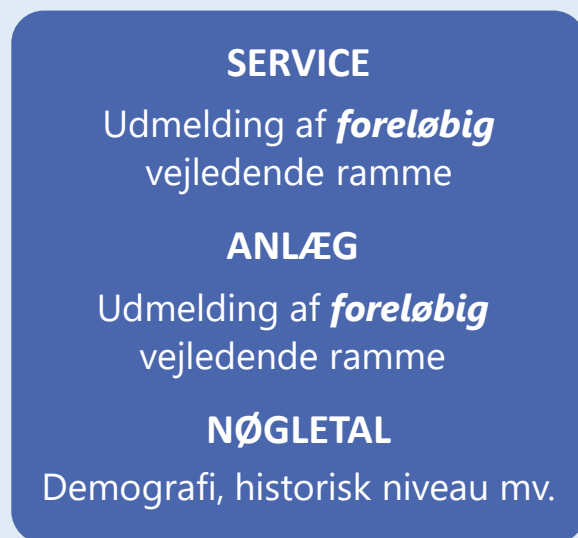 SERVICE
Udmelding af foreløbig
vejledende ramme
ANLÆG
Udmelding af foreløbig
vejledende ramme
NØGLETAL
Demografi, historisk niveau mv.